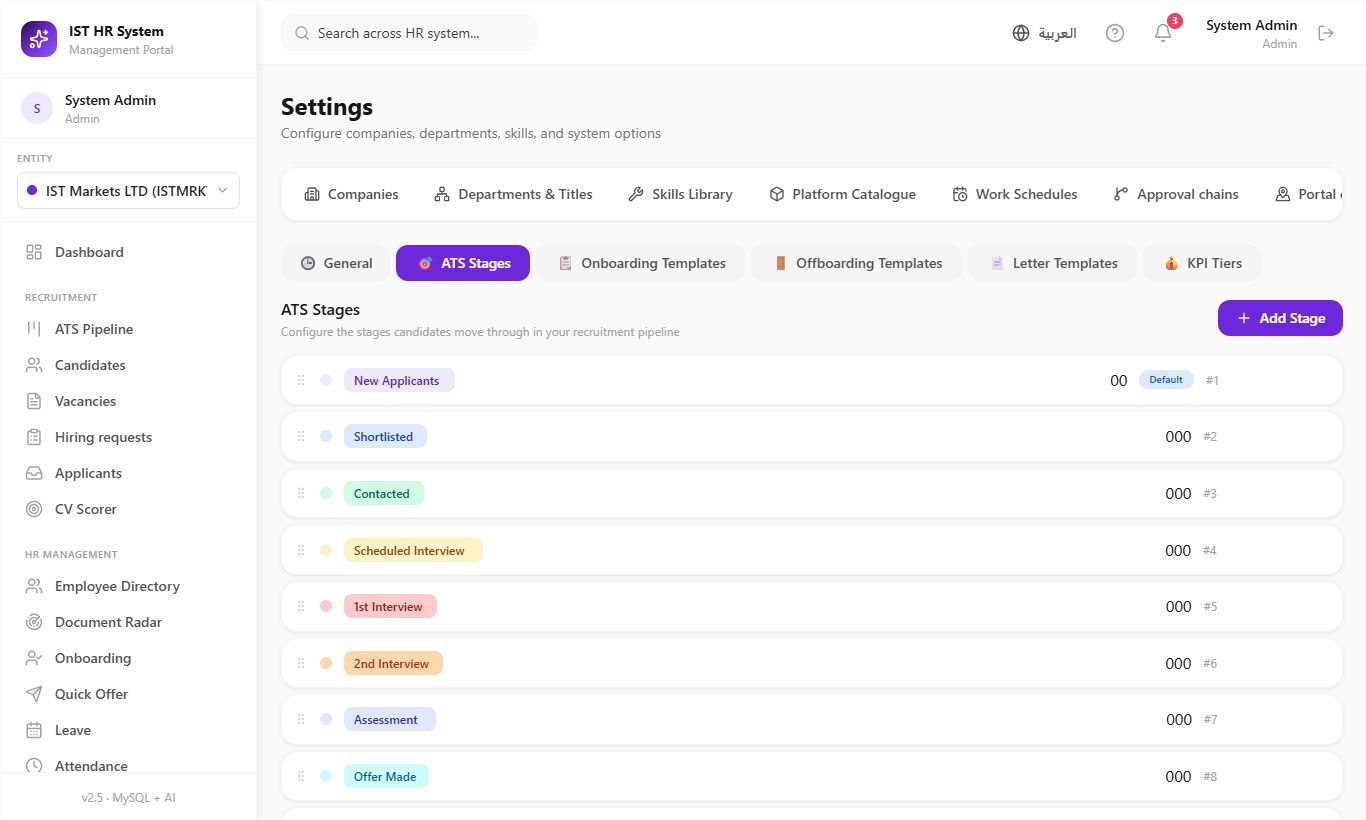 IST HR System
Management Portal
S
System Admin
Admin
ENTITY
IST Markets LTD (ISTMRK
Dashboard
RECRUITMENT
ATS Pipeline
Candidates
Vacancies
Hiring requests
Applicants
CV Scorer
HR MANAGEMENT
Employee Directory
Document Radar
Onboarding
Quick Offer
Leave
Attendance
v2.5 · MySQL + AI
Search across HR system...
العربية
3
System Admin
Admin
Settings
Configure companies, departments, skills, and system options
Companies
Departments & Titles
Skills Library
Platform Catalogue
Work Schedules
Approval chains
Portal
General
ATS Stages
Onboarding Templates
Offboarding Templates
Letter Templates
KPI Tiers
ATS Stages
Configure the stages candidates move through in your recruitment pipeline
+ Add Stage
New Applicants 00 Default #1
Shortlisted 000 #2
Contacted 000 #3
Scheduled Interview 000 #4
1st Interview 000 #5
2nd Interview 000 #6
Assessment 000 #7
Offer Made 000 #8